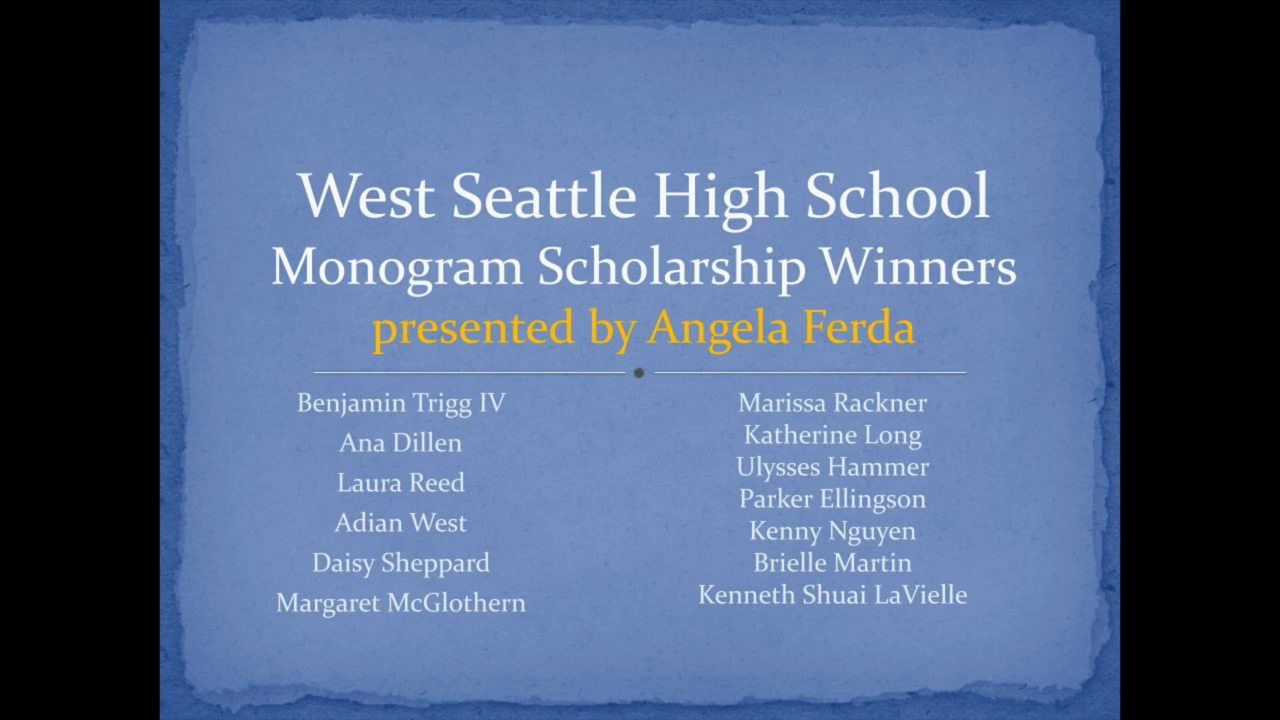 West Seattle High School
Monogram Scholarship Winners
presented by Angela Ferda
Benjamin Trigg IV
Ana Dillen
Laura Reed
Adian West
Daisy Sheppard
Margaret McGlothern
Marissa Rackner
Katherine Long
Ulysses Hammer
Parker Ellingson
Kenny Nguyen
Brielle Martin
Kenneth Shuai LaVielle